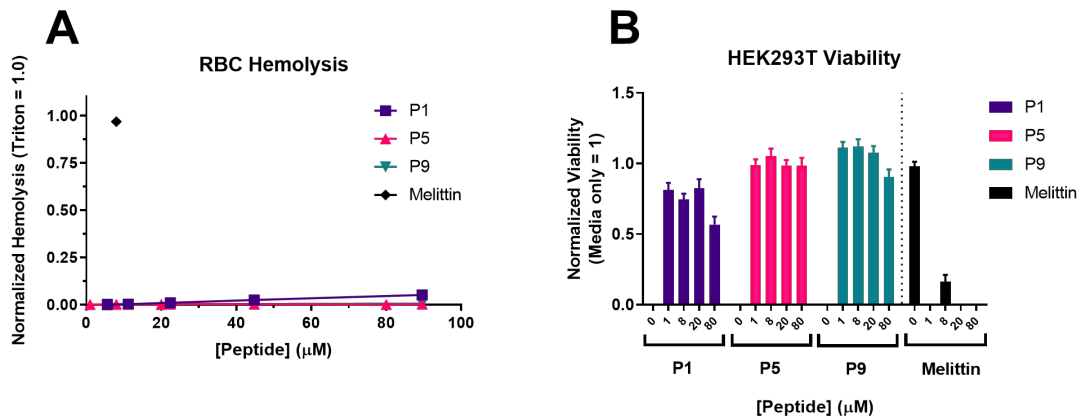 A
RBC Hemolysis
Normalized Hemolysis (Triton = 1.0)
1.00
0.75
0.50
0.25
0.00
0 20 40 60 80 100
[Peptide] (μM)
P1
P5
P9
Melittin
B
HEK293T Viability
Normalized Viability
(Media only = 1)
1.5
1.0
0.5
0.0
0 1 8 20 80 0 1 8 20 80 0 1 8 20 80 0 1 8 20 80
P1 P5 P9 Melittin
[Peptide] (μM)
P1
P5
P9
Melittin